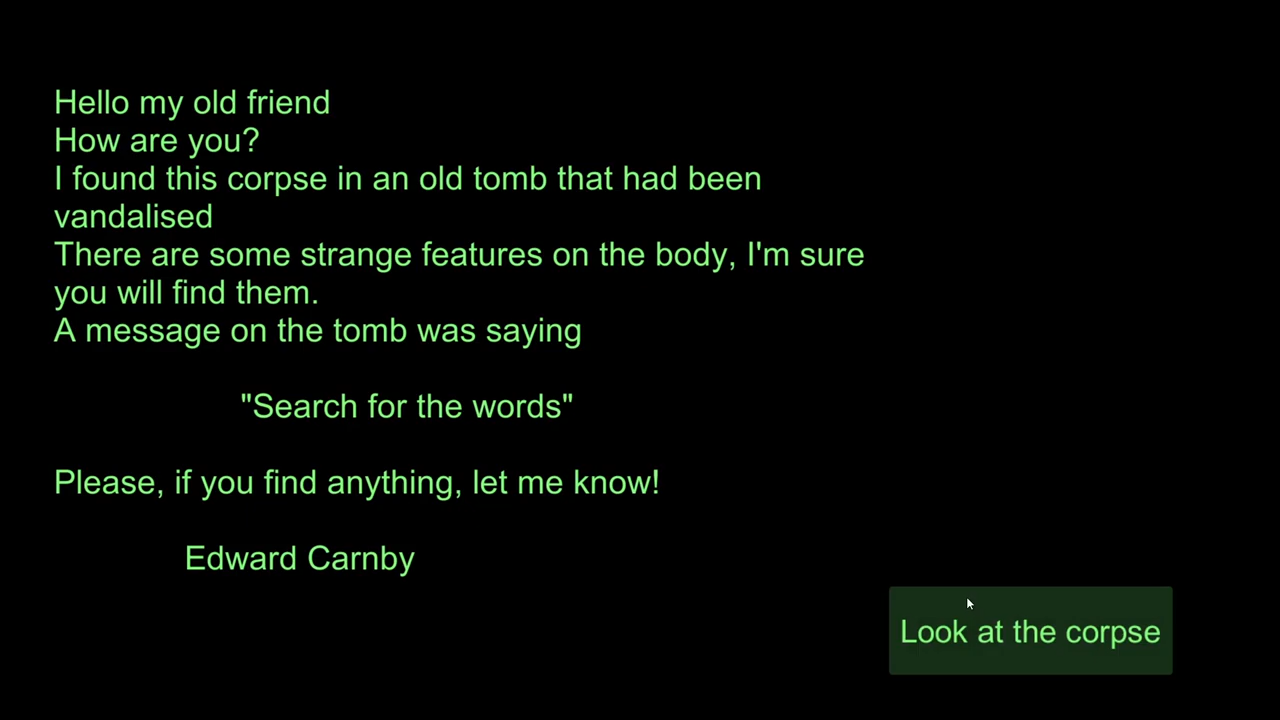 Hello my old friend
How are you?
I found this corpse in an old tomb that had been
vandalised
There are some strange features on the body, I'm sure
you will find them.
A message on the tomb was saying
"Search for the words"
Please, if you find anything, let me know!
Edward Carnby
Look at the corpse